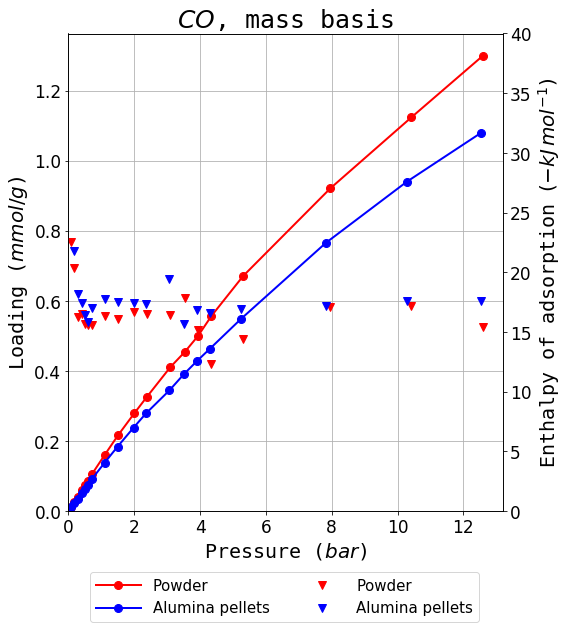 CO, mass basis
Loading (mmol/g)
1.2
1.0
0.8
0.6
0.4
0.2
0.0
0 2 4 6 8 10 12
Pressure (bar)
40
35
30
25
20
15
10
5
0
Enthalpy of adsorption (−kJ mol⁻¹)
Powder Powder
Alumina pellets Alumina pellets